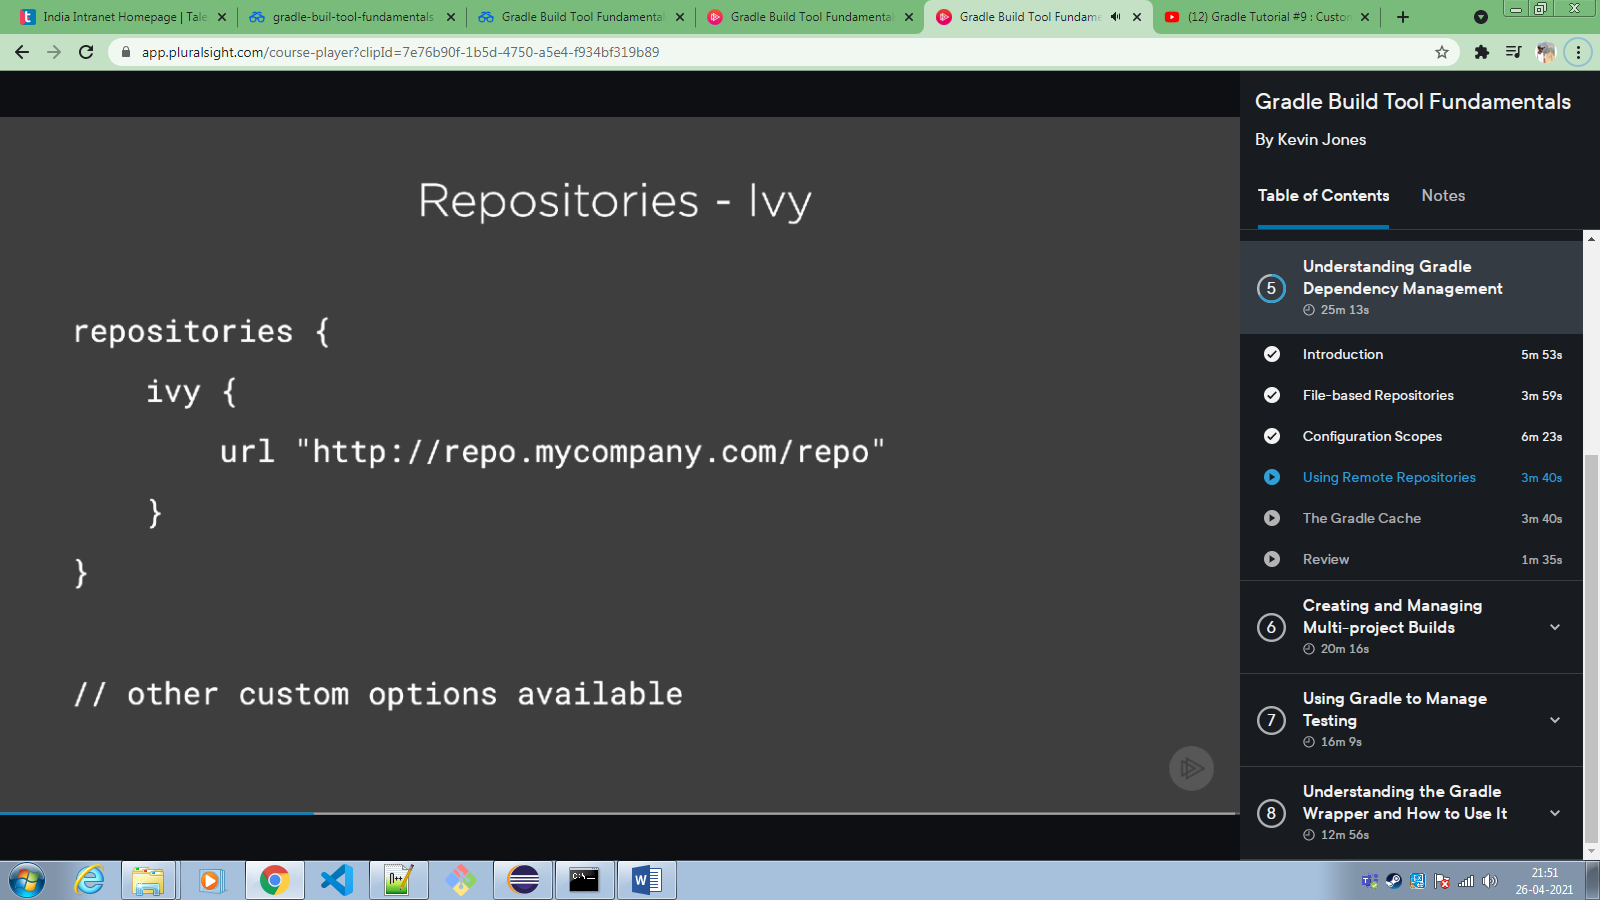 India Intranet Homepage | Tale
gradle-buil-tool-fundamentals
Gradle Build Tool Fundamental
Gradle Build Tool Fundamental
Gradle Build Tool Fundame
(12) Gradle Tutorial #9 : Custom
app.pluralsight.com/course-player?clipId=7e76b90f-1b5d-4750-a5e4-f934bf319b89
Repositories - Ivy
repositories {
ivy {
url "http://repo.mycompany.com/repo"
}
}
// other custom options available
Gradle Build Tool Fundamentals
By Kevin Jones
Table of Contents
Notes
5
Understanding Gradle
Dependency Management
25m 13s
Introduction 5m 53s
File-based Repositories 3m 59s
Configuration Scopes 6m 23s
Using Remote Repositories 3m 40s
The Gradle Cache 3m 40s
Review 1m 35s
6
Creating and Managing
Multi-project Builds
20m 16s
7
Using Gradle to Manage
Testing
16m 9s
8
Understanding the Gradle
Wrapper and How to Use It
12m 56s
21:51
26-04-2021